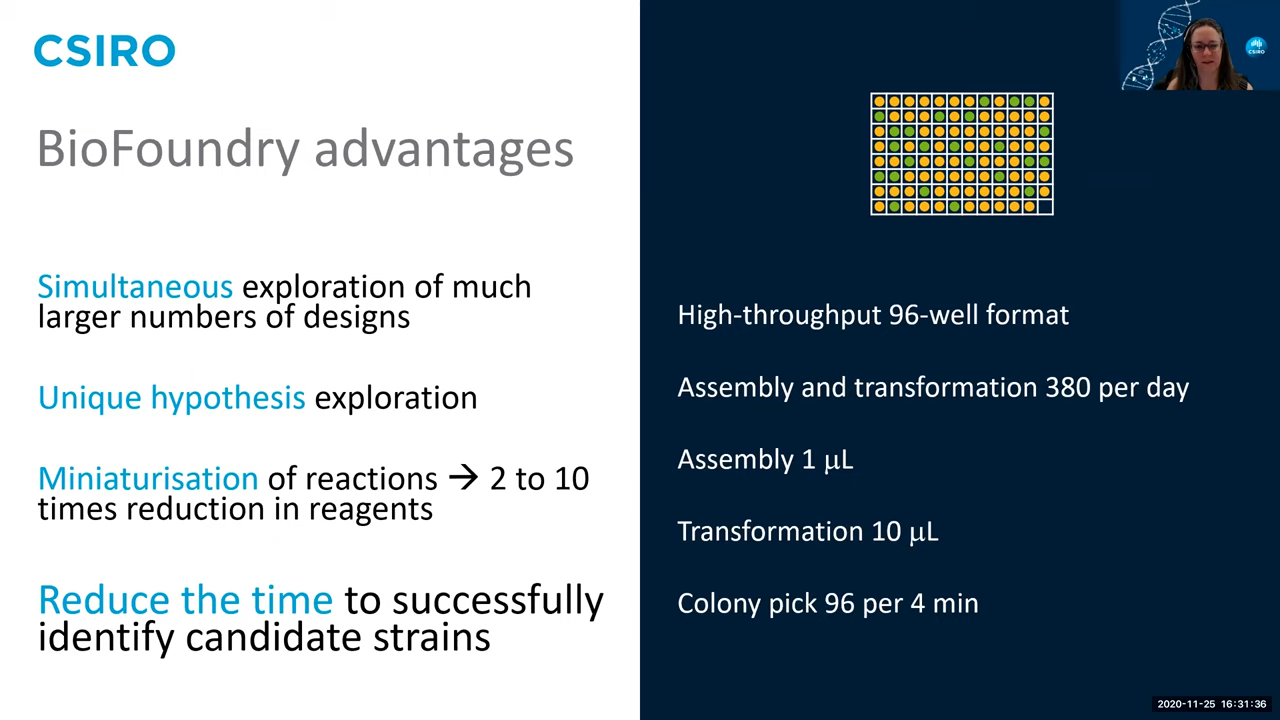 CSIRO
BioFoundry advantages
Simultaneous exploration of much
larger numbers of designs
Unique hypothesis exploration
Miniaturisation of reactions → 2 to 10
times reduction in reagents
Reduce the time to successfully
identify candidate strains
CSIRO
High-throughput 96-well format
Assembly and transformation 380 per day
Assembly 1 µL
Transformation 10 µL
Colony pick 96 per 4 min
2020-11-25 16:31:36